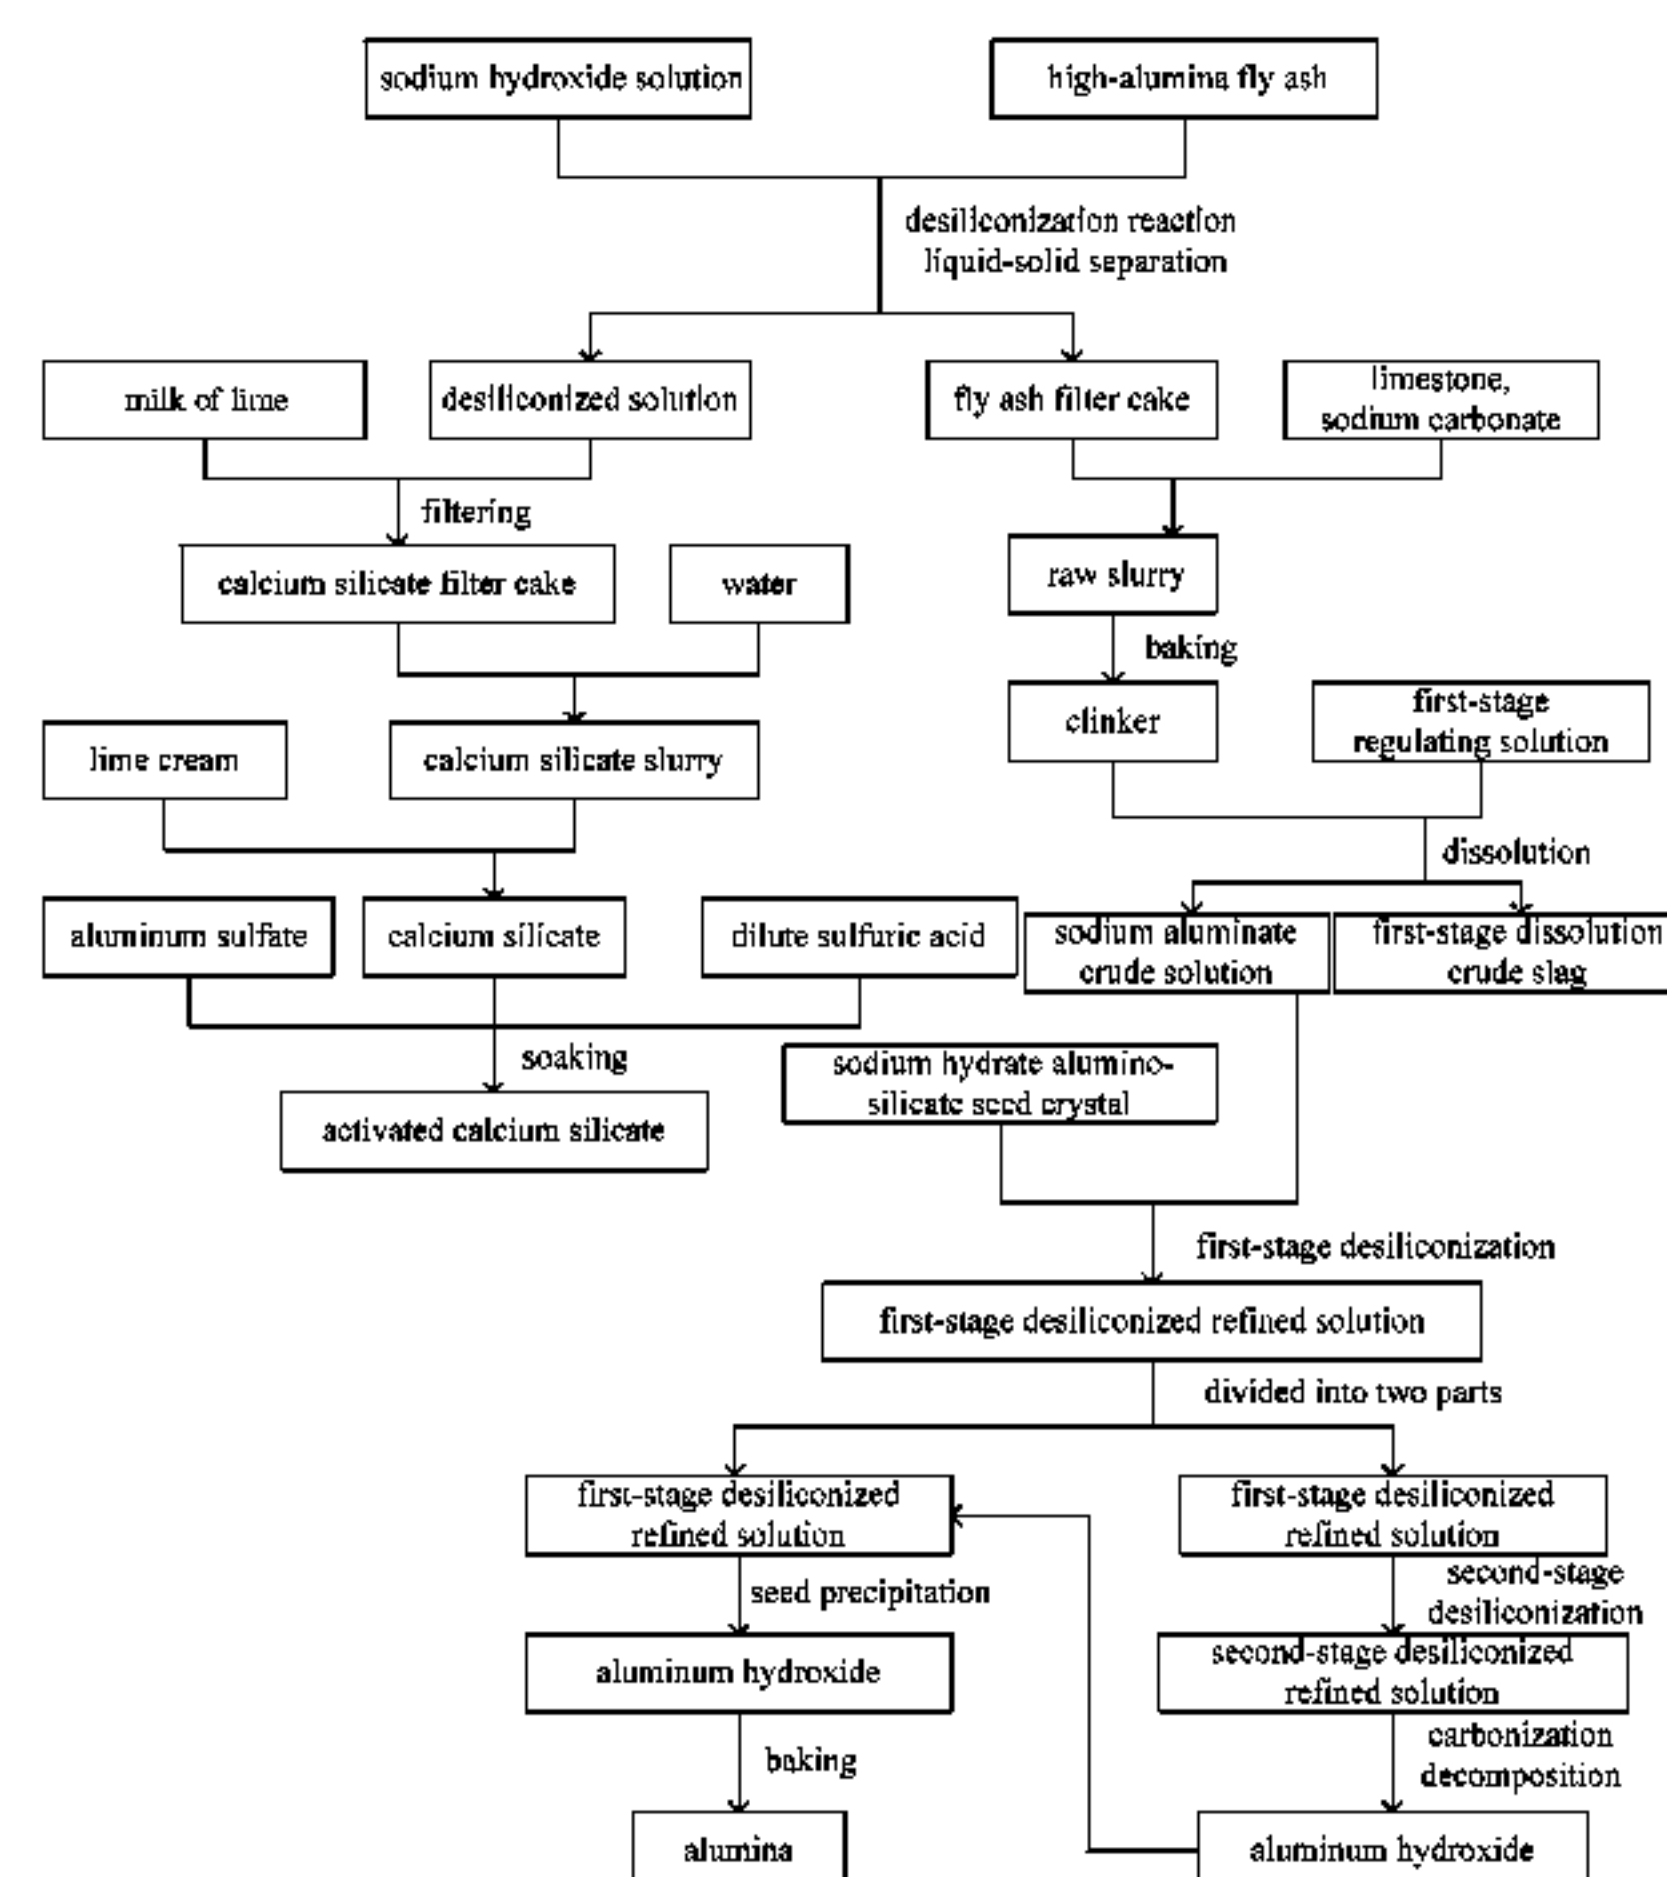 sodium hydroxide solution
high-alumina fly ash
desiliconization reaction
liquid-solid separation
milk of lime
desiliconized solution
fly ash filter cake
limestone,
sodium carbonate
filtering
calcium silicate filter cake
water
raw slurry
baking
clinker
first-stage
regulating solution
lime cream
calcium silicate slurry
dissolution
aluminum sulfate
calcium silicate
dilute sulfuric acid
sodium aluminate
crude solution
first-stage dissolution
crude slag
soaking
activated calcium silicate
sodium hydrate alumino-
silicate seed crystal
first-stage desiliconization
first-stage desiliconized refined solution
divided into two parts
first-stage desiliconized
refined solution
first-stage desiliconized
refined solution
seed precipitation
second-stage
desiliconization
aluminum hydroxide
second-stage desiliconized
refined solution
baking
carbonization
decomposition
alumina
aluminum hydroxide